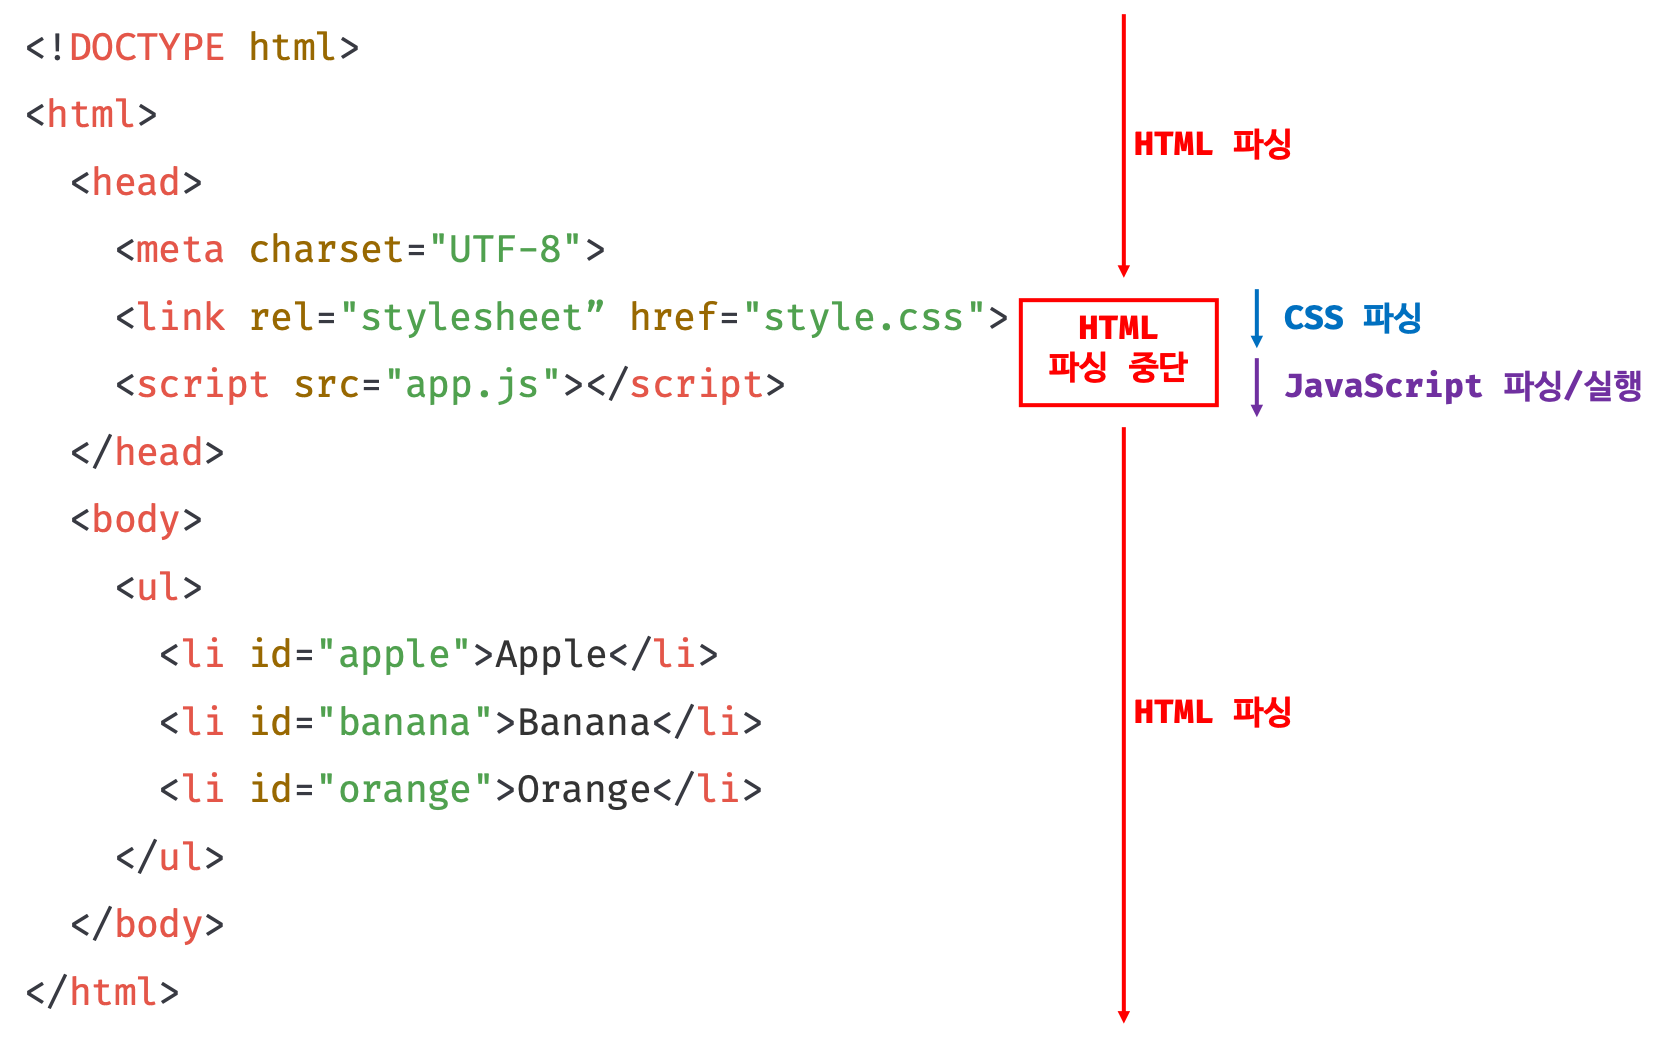 <!DOCTYPE html>
<html>
HTML 파싱
<head>
<meta charset="UTF-8">
<link rel="stylesheet” href="style.css">
HTML
파싱 중단
CSS 파싱
<script src="app.js"></script>
JavaScript 파싱/실행
</head>
<body>
<ul>
<li id="apple">Apple</li>
<li id="banana">Banana</li>
HTML 파싱
<li id="orange">Orange</li>
</ul>
</body>
</html>